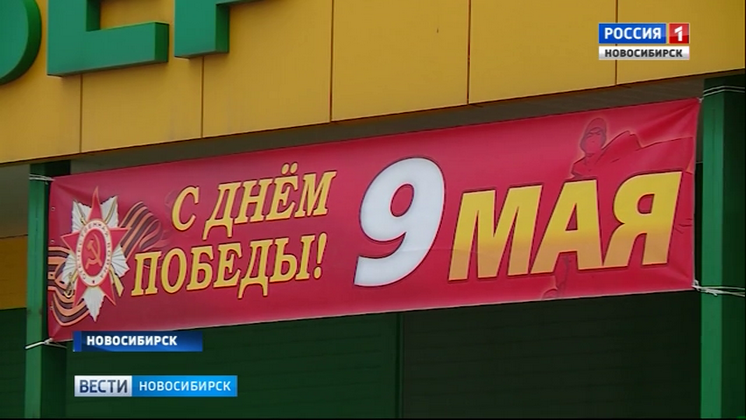 РОССИЯ 1
НОВОСИБИРСК
С ДНЁМ
ПОБЕДЫ!
9 МАЯ
НОВОСИБИРСК
ВЕСТИ НОВОСИБИРСК